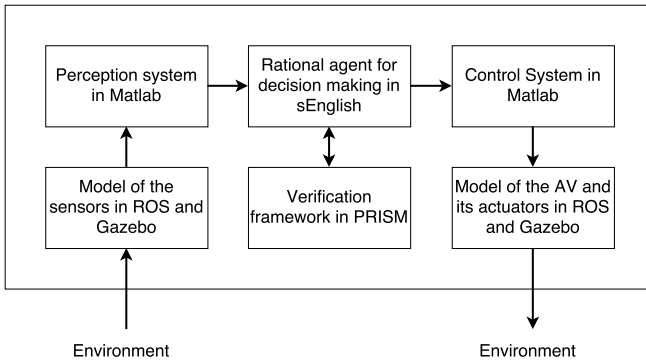 Perception system
in Matlab
Rational agent for
decision making in
sEnglish
Control System in
Matlab
Model of the
sensors in ROS and
Gazebo
Verification
framework in PRISM
Model of the AV and
its actuators in ROS
and Gazebo
Environment
Environment